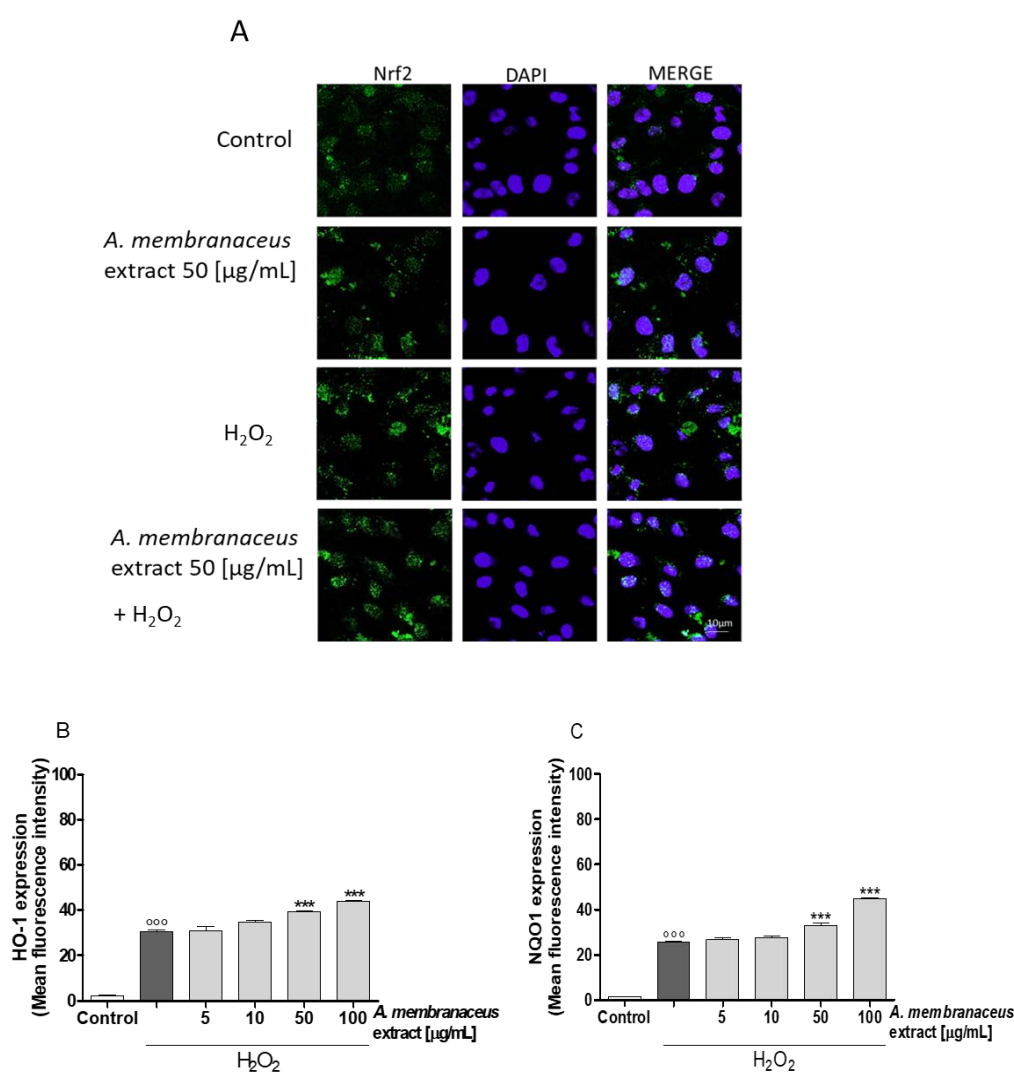 A
Nrf2 DAPI MERGE
Control
A. membranaceus
extract 50 [µg/mL]
H₂O₂
A. membranaceus
extract 50 [µg/mL]
+ H₂O₂
10µm
B
HO-1 expression
(Mean fluorescence intensity)
100
80
60
40
20
0
ooo
***
***
Control 5 10 50 100 A. membranaceus
extract [µg/mL]
H₂O₂
C
NQO1 expression
(Mean fluorescence intensity)
100
80
60
40
20
0
ooo
***
***
Control 5 10 50 100 A. membranaceus
extract [µg/mL]
H₂O₂